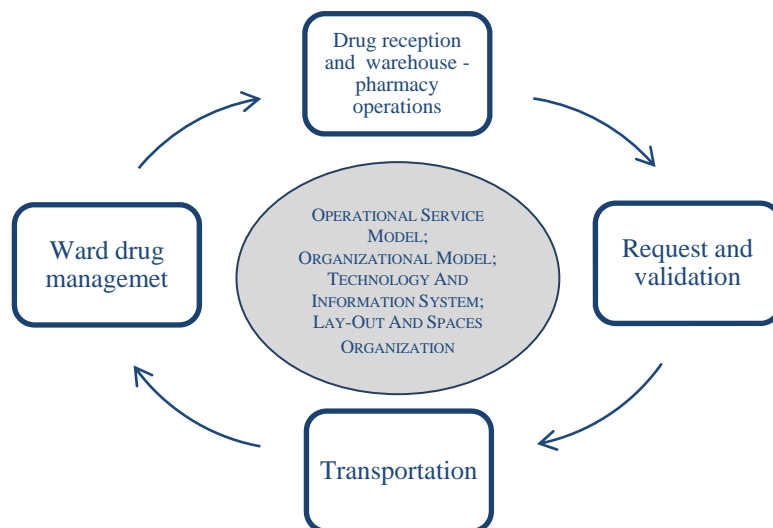 Drug reception
and warehouse -
pharmacy
operations
Ward drug
managemet
OPERATIONAL SERVICE
MODEL;
ORGANIZATIONAL MODEL;
TECHNOLOGY AND
INFORMATION SYSTEM;
LAY-OUT AND SPACES
ORGANIZATION
Request and
validation
Transportation